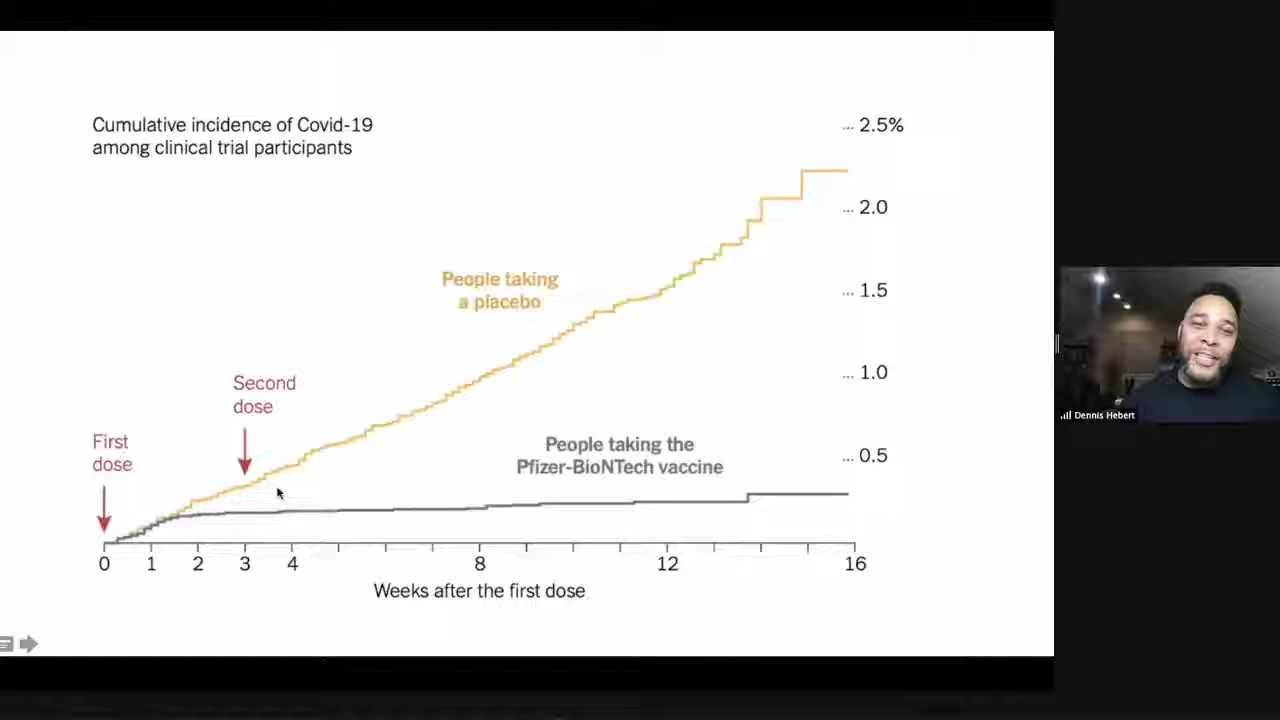 Cumulative incidence of Covid-19
among clinical trial participants
... 2.5%
... 2.0
People taking
a placebo
... 1.5
... 1.0
Second
dose
First
dose
People taking the
Pfizer-BioNTech vaccine
... 0.5
0 1 2 3 4 8 12 16
Weeks after the first dose
Dennis Hebert